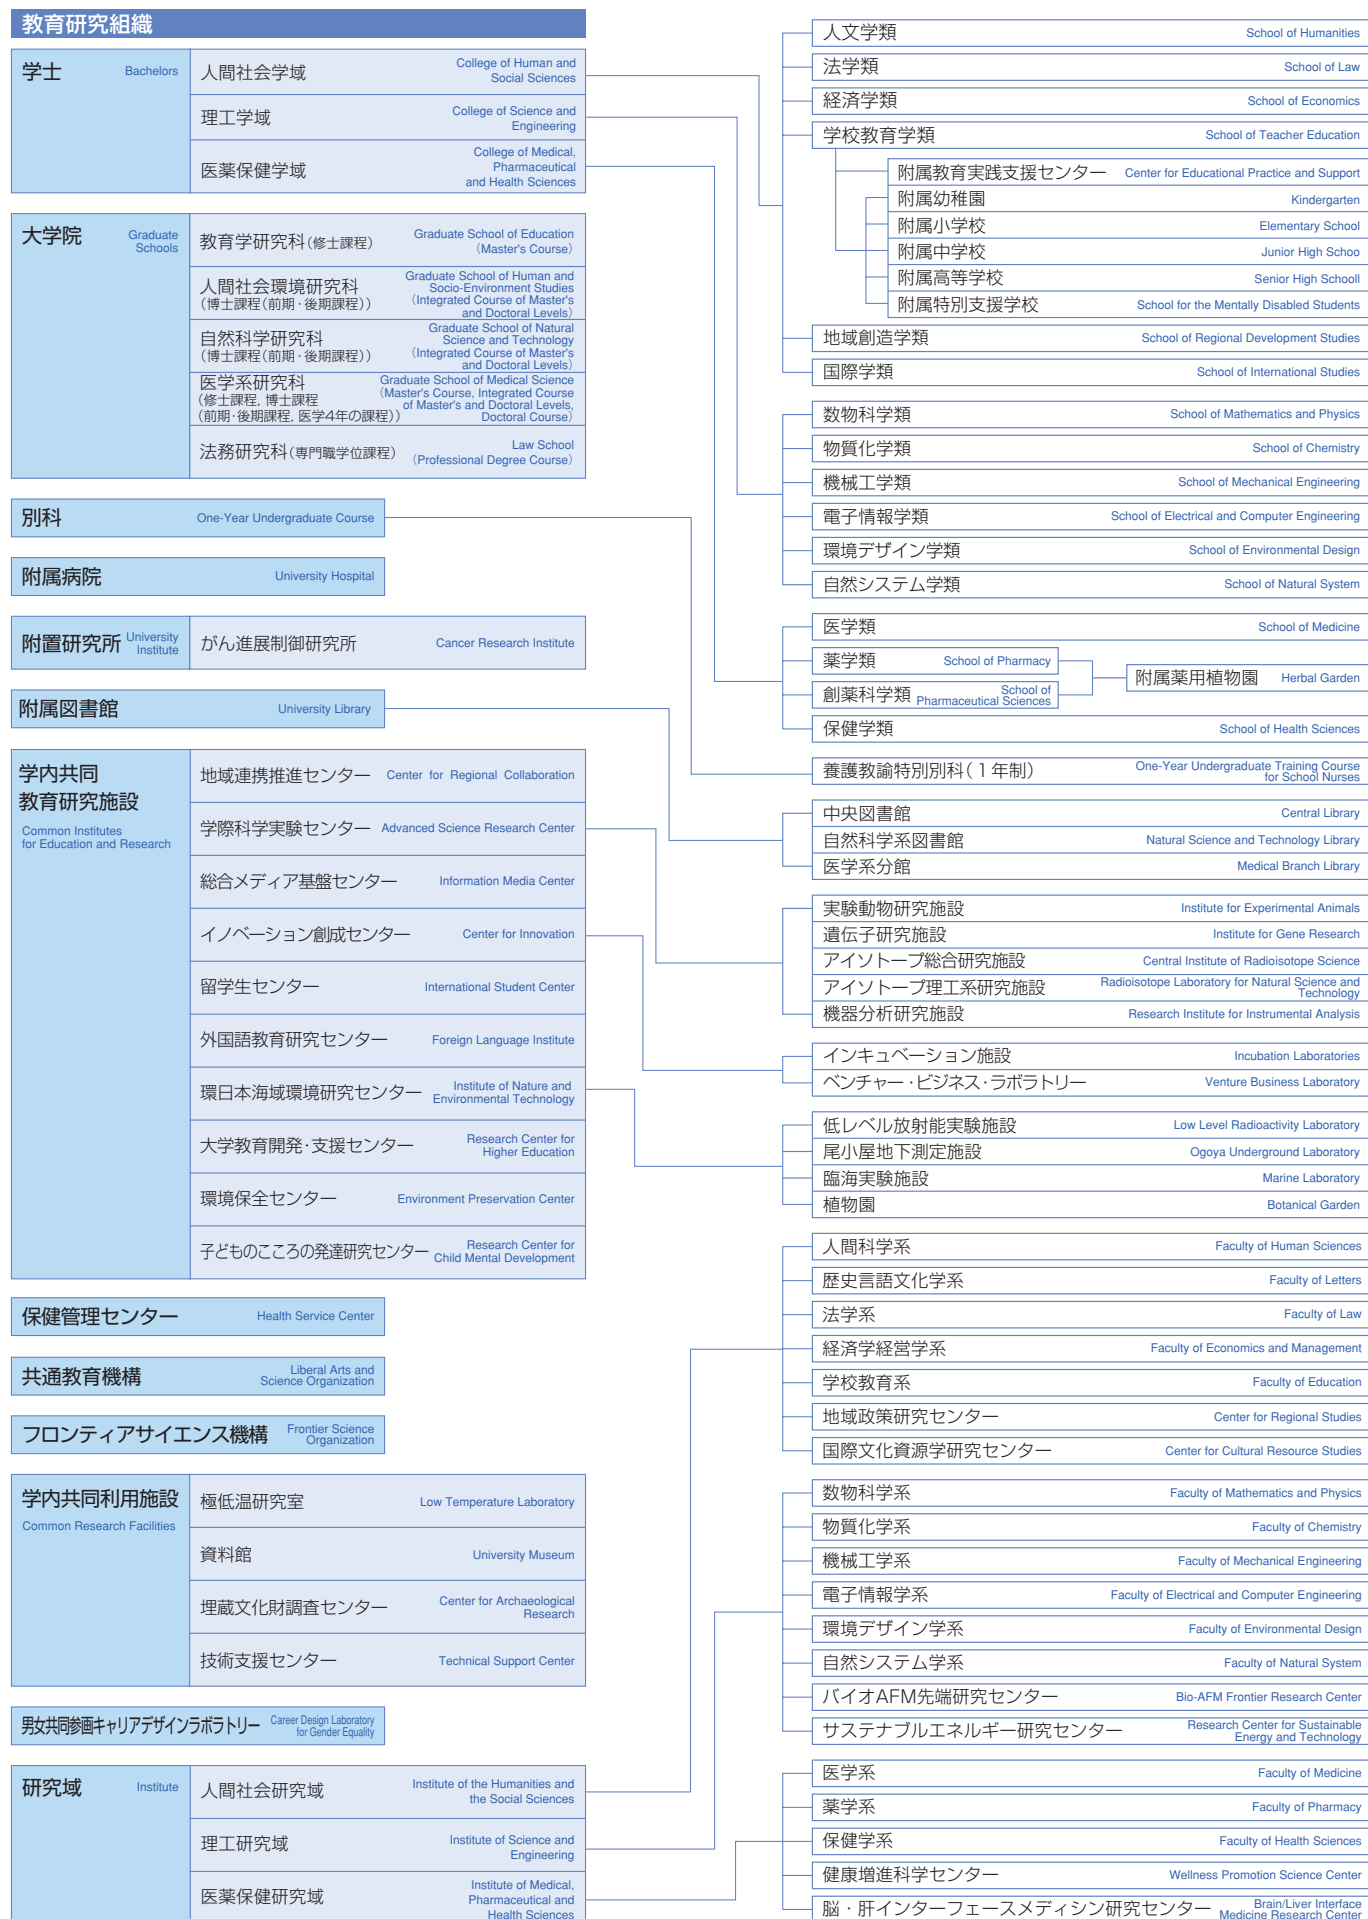 教育研究組織
学士 Bachelors
人間社会学域 College of Human and
Social Sciences
理工学域 College of Science and
Engineering
医薬保健学域 College of Medical,
Pharmaceutical
and Health Sciences
大学院 Graduate
Schools
教育学研究科(修士課程) Graduate School of Education
(Master's Course)
人間社会環境研究科
(博士課程(前期・後期課程))
Graduate School of Human and
Socio-Environment Studies
(Integrated Course of Master's
and Doctoral Levels)
自然科学研究科
(博士課程(前期・後期課程))
Graduate School of Natural
Science and Technology
(Integrated Course of Master's
and Doctoral Levels)
医学系研究科
(修士課程, 博士課程
(前期・後期課程, 医学4年の課程))
Graduate School of Medical Science
(Master's Course, Integrated Course
of Master's and Doctoral Levels,
Doctoral Course)
法務研究科(専門職学位課程) Law School
(Professional Degree Course)
別科 One-Year Undergraduate Course
附属病院 University Hospital
附置研究所 University
Institute
がん進展制御研究所 Cancer Research Institute
附属図書館 University Library
学内共同
教育研究施設
Common Institutes
for Education and Research
地域連携推進センター Center for Regional Collaboration
学際科学実験センター Advanced Science Research Center
総合メディア基盤センター Information Media Center
イノベーション創成センター Center for Innovation
留学生センター International Student Center
外国語教育研究センター Foreign Language Institute
環日本海域環境研究センター Institute of Nature and
Environmental Technology
大学教育開発・支援センター Research Center for
Higher Education
環境保全センター Environment Preservation Center
子どものこころの発達研究センター Research Center for
Child Mental Development
保健管理センター Health Service Center
共通教育機構 Liberal Arts and
Science Organization
フロンティアサイエンス機構 Frontier Science
Organization
学内共同利用施設
Common Research Facilities
極低温研究室 Low Temperature Laboratory
資料館 University Museum
埋蔵文化財調査センター Center for Archaeological
Research
技術支援センター Technical Support Center
男女共同参画キャリアデザインラボラトリー Career Design Laboratory
for Gender Equality
研究域 Institute
人間社会研究域 Institute of the Humanities and
the Social Sciences
理工研究域 Institute of Science and
Engineering
医薬保健研究域 Institute of Medical,
Pharmaceutical and
Health Sciences
人文学類 School of Humanities
法学類 School of Law
経済学類 School of Economics
学校教育学類 School of Teacher Education
附属教育実践支援センター Center for Educational Practice and Support
附属幼稚園 Kindergarten
附属小学校 Elementary School
附属中学校 Junior High Schoo
附属高等学校 Senior High Schooll
附属特別支援学校 School for the Mentally Disabled Students
地域創造学類 School of Regional Development Studies
国際学類 School of International Studies
数物科学類 School of Mathematics and Physics
物質化学類 School of Chemistry
機械工学類 School of Mechanical Engineering
電子情報学類 School of Electrical and Computer Engineering
環境デザイン学類 School of Environmental Design
自然システム学類 School of Natural System
医学類 School of Medicine
薬学類 School of Pharmacy
創薬科学類 School of
Pharmaceutical Sciences
附属薬用植物園 Herbal Garden
保健学類 School of Health Sciences
養護教諭特別別科(1年制) One-Year Undergraduate Training Course
for School Nurses
中央図書館 Central Library
自然科学系図書館 Natural Science and Technology Library
医学系分館 Medical Branch Library
実験動物研究施設 Institute for Experimental Animals
遺伝子研究施設 Institute for Gene Research
アイソトープ総合研究施設 Central Institute of Radioisotope Science
アイソトープ理工系研究施設 Radioisotope Laboratory for Natural Science and
Technology
機器分析研究施設 Research Institute for Instrumental Analysis
インキュベーション施設 Incubation Laboratories
ベンチャー・ビジネス・ラボラトリー Venture Business Laboratory
低レベル放射能実験施設 Low Level Radioactivity Laboratory
尾小屋地下測定施設 Ogoya Underground Laboratory
臨海実験施設 Marine Laboratory
植物園 Botanical Garden
人間科学系 Faculty of Human Sciences
歴史言語文化学系 Faculty of Letters
法学系 Faculty of Law
経済学経営学系 Faculty of Economics and Management
学校教育系 Faculty of Education
地域政策研究センター Center for Regional Studies
国際文化資源学研究センター Center for Cultural Resource Studies
数物科学系 Faculty of Mathematics and Physics
物質化学系 Faculty of Chemistry
機械工学系 Faculty of Mechanical Engineering
電子情報学系 Faculty of Electrical and Computer Engineering
環境デザイン学系 Faculty of Environmental Design
自然システム学系 Faculty of Natural System
バイオAFM先端研究センター Bio-AFM Frontier Research Center
サステナブルエネルギー研究センター Research Center for Sustainable
Energy and Technology
医学系 Faculty of Medicine
薬学系 Faculty of Pharmacy
保健学系 Faculty of Health Sciences
健康増進科学センター Wellness Promotion Science Center
脳・肝インターフェースメディシン研究センター Brain/Liver Interface
Medicine Research Center